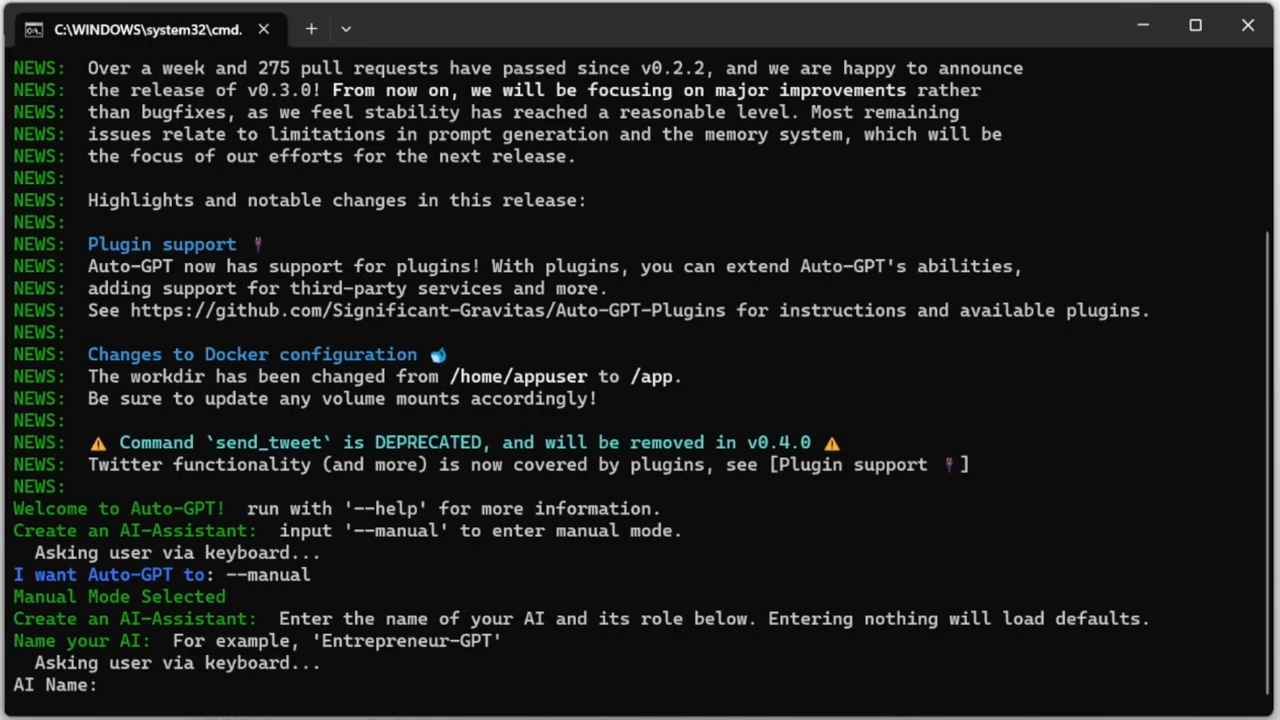 C:\WINDOWS\system32\cmd.
NEWS: Over a week and 275 pull requests have passed since v0.2.2, and we are happy to announce
NEWS: the release of v0.3.0! From now on, we will be focusing on major improvements rather
NEWS: than bugfixes, as we feel stability has reached a reasonable level. Most remaining
NEWS: issues relate to limitations in prompt generation and the memory system, which will be
NEWS: the focus of our efforts for the next release.
NEWS:
NEWS: Highlights and notable changes in this release:
NEWS:
NEWS: Plugin support 🔌
NEWS: Auto-GPT now has support for plugins! With plugins, you can extend Auto-GPT's abilities,
NEWS: adding support for third-party services and more.
NEWS: See https://github.com/Significant-Gravitas/Auto-GPT-Plugins for instructions and available plugins.
NEWS:
NEWS: Changes to Docker configuration 🐋
NEWS: The workdir has been changed from /home/appuser to /app.
NEWS: Be sure to update any volume mounts accordingly!
NEWS:
NEWS: ⚠️ Command `send_tweet` is DEPRECATED, and will be removed in v0.4.0 ⚠️
NEWS: Twitter functionality (and more) is now covered by plugins, see [Plugin support 🔌]
NEWS:
Welcome to Auto-GPT! run with '--help' for more information.
Create an AI-Assistant: input '--manual' to enter manual mode.
Asking user via keyboard...
I want Auto-GPT to: --manual
Manual Mode Selected
Create an AI-Assistant: Enter the name of your AI and its role below. Entering nothing will load defaults.
Name your AI: For example, 'Entrepreneur-GPT'
Asking user via keyboard...
AI Name: